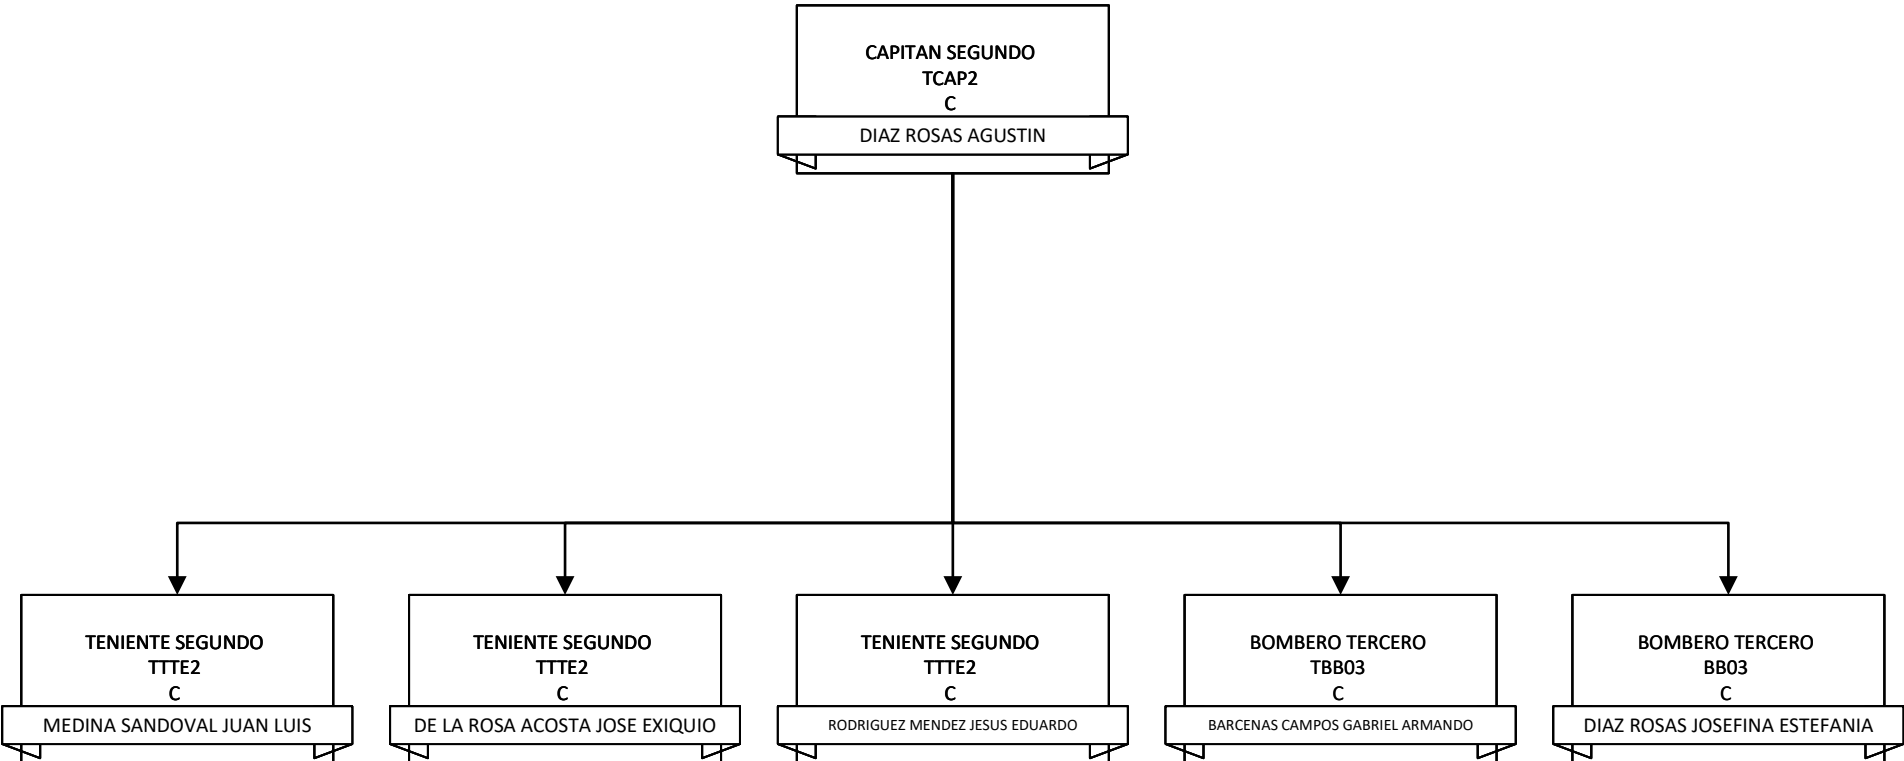 CAPITAN SEGUNDO
TCAP2
C
DIAZ ROSAS AGUSTIN
TENIENTE SEGUNDO
TTTE2
C
MEDINA SANDOVAL JUAN LUIS
TENIENTE SEGUNDO
TTTE2
C
DE LA ROSA ACOSTA JOSE EXIQUIO
TENIENTE SEGUNDO
TTTE2
C
RODRIGUEZ MENDEZ JESUS EDUARDO
BOMBERO TERCERO
TBB03
C
BARCENAS CAMPOS GABRIEL ARMANDO
BOMBERO TERCERO
BB03
C
DIAZ ROSAS JOSEFINA ESTEFANIA